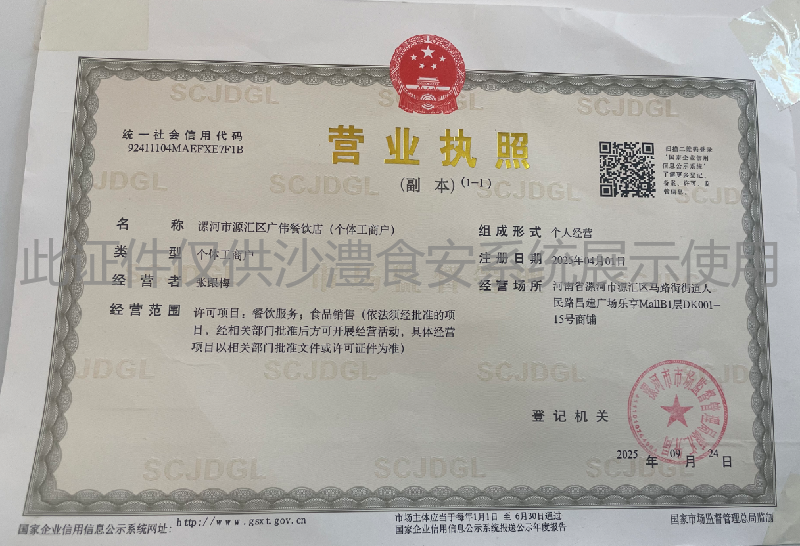 统一社会信用代码
92411104MAEFXE7F1B
营业执照
(副 本)(1-1)
扫描二维码登录
"国家企业信用
信息公示系统"
了解更多登记、
备案、许可、监
管信息。
名 称 漯河市源汇区广伟餐饮店(个体工商户)
类 型 个体工商户
经营者
经营范围 许可项目:餐饮服务;食品销售(依法须经批准的项
目,经相关部门批准后方可开展经营活动,具体经营
项目以相关部门批准文件或许可证件为准)
组成形式 个人经营
注册日期 2025年04月01日
经营场所 河南省漯河市源汇区马路街街道人
民路昌建广场乐享MallB1层DK001-
15号商铺
此证件仅供沙澧食安系统展示使用
登记机关
2025 年 09 月 24 日
国家企业信用信息公示系统网址: http://www.gsxt.gov.cn
市场主体应当于每年1月1日 至 6月30日通过
国家企业信用信息公示系统报送公示年度报告
国家市场监督管理总局监制
SCJDGL